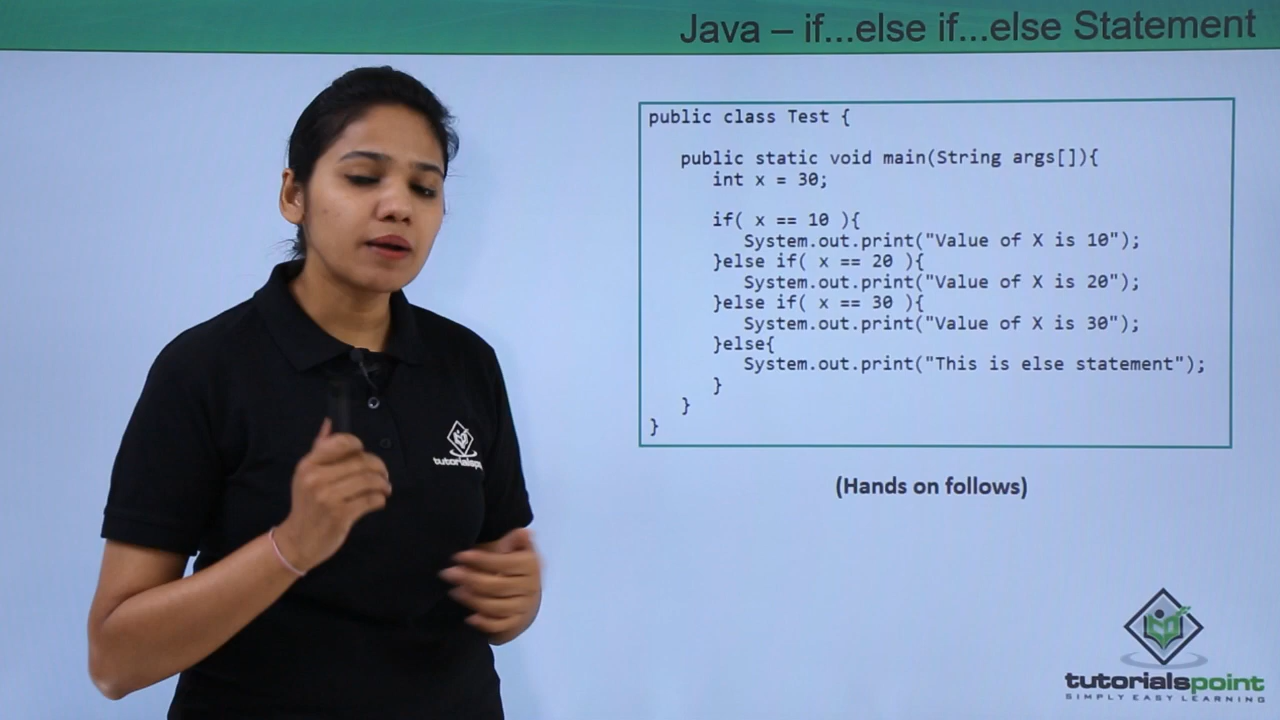 Java – if...else if...else Statement
public class Test {
public static void main(String args[]){
int x = 30;
if( x == 10 ){
System.out.print("Value of X is 10");
}else if( x == 20 ){
System.out.print("Value of X is 20");
}else if( x == 30 ){
System.out.print("Value of X is 30");
}else{
System.out.print("This is else statement");
}
}
}
(Hands on follows)
tutorialspoint
SIMPLY EASY LEARNING